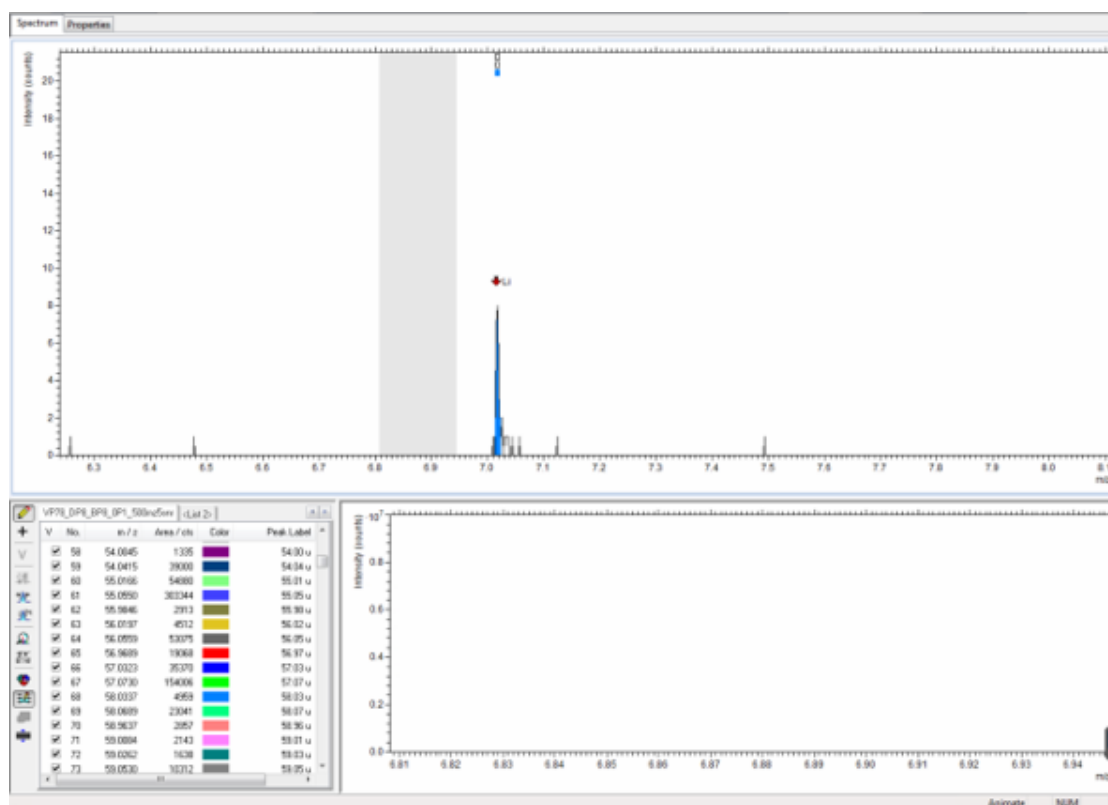 Spectrum Properties
Intensity (counts)
20
18
16
14
12
10
8
6
4
2
0
Li
6.3 6.4 6.5 6.6 6.7 6.8 6.9 7.0 7.1 7.2 7.3 7.4 7.5 7.6 7.7 7.8 7.9 8.0 8.1
<List 2>
V No. m / z Area / cts Color Peak Label
58 54.0045 1335 54.00 u
59 54.0415 39000 54.04 u
60 55.0166 54880 55.01 u
61 55.0550 303344 55.05 u
62 55.9846 2913 55.98 u
63 56.0197 4512 56.02 u
64 56.0559 53075 56.05 u
65 56.9689 19068 56.97 u
66 57.0323 35370 57.03 u
67 57.0730 154006 57.07 u
68 58.0337 4959 58.03 u
69 58.0689 23041 58.07 u
70 58.9637 2857 58.96 u
71 59.0084 2143 59.01 u
72 59.0262 1638 59.03 u
73 59.0530 10312 59.05 u
Intensity (counts)
1.0
0.8
0.6
0.4
0.2
0.0
6.81 6.82 6.83 6.84 6.85 6.86 6.87 6.88 6.89 6.90 6.91 6.92 6.93 6.94
Animate NUM